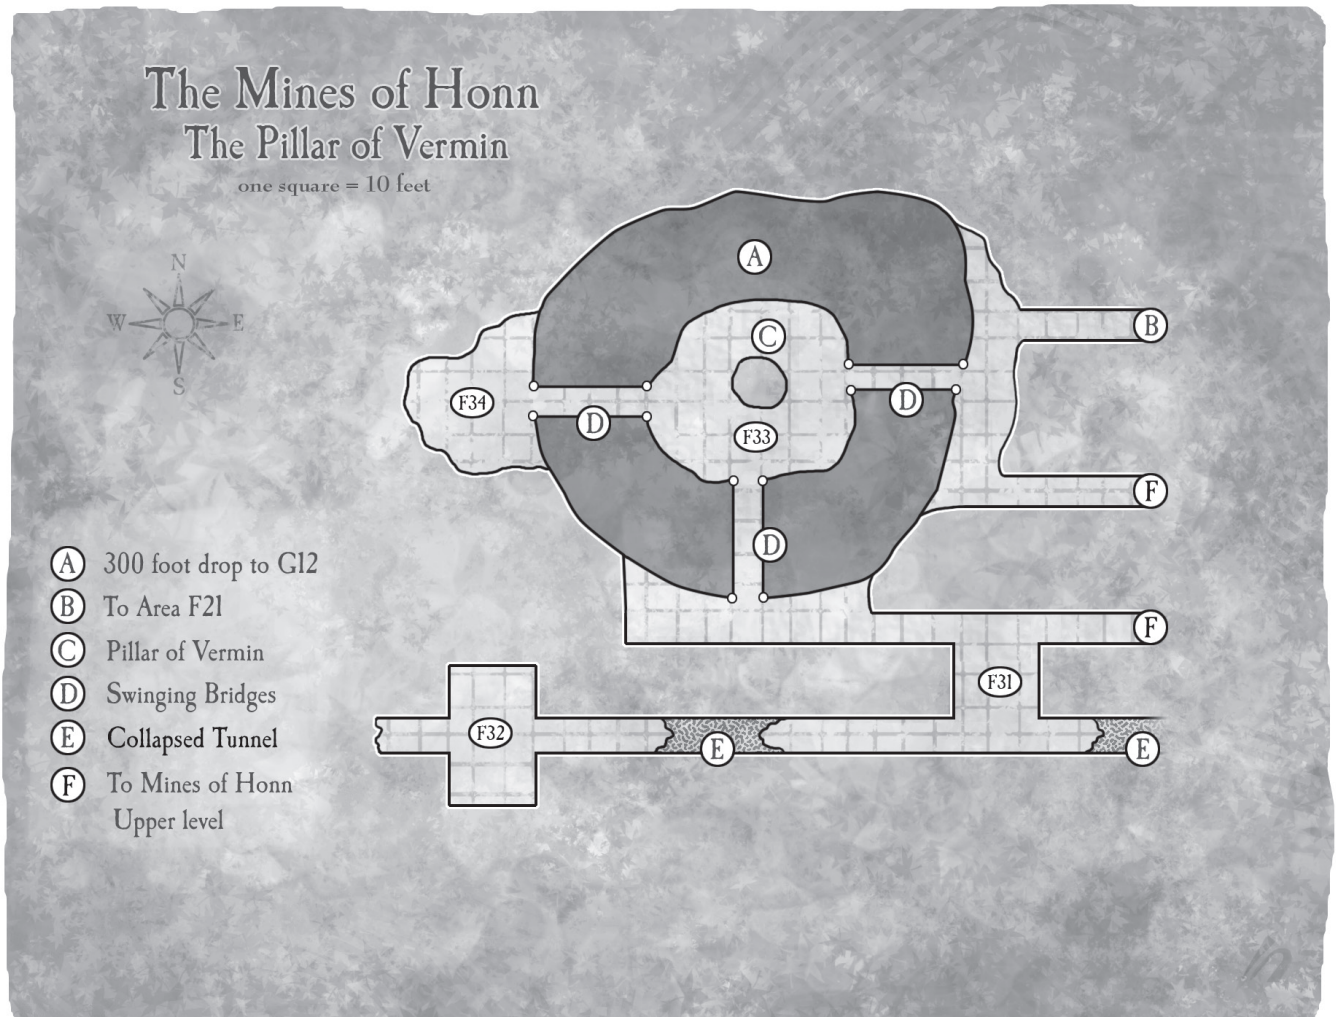 The Mines of Honn
The Pillar of Vermin
one square = 10 feet
N
W E
S
A
C
B
F34
D
D
F33
F
D
F
F31
F32
E
E
A 300 foot drop to G12
B To Area F21
C Pillar of Vermin
D Swinging Bridges
E Collapsed Tunnel
F To Mines of Honn
Upper level